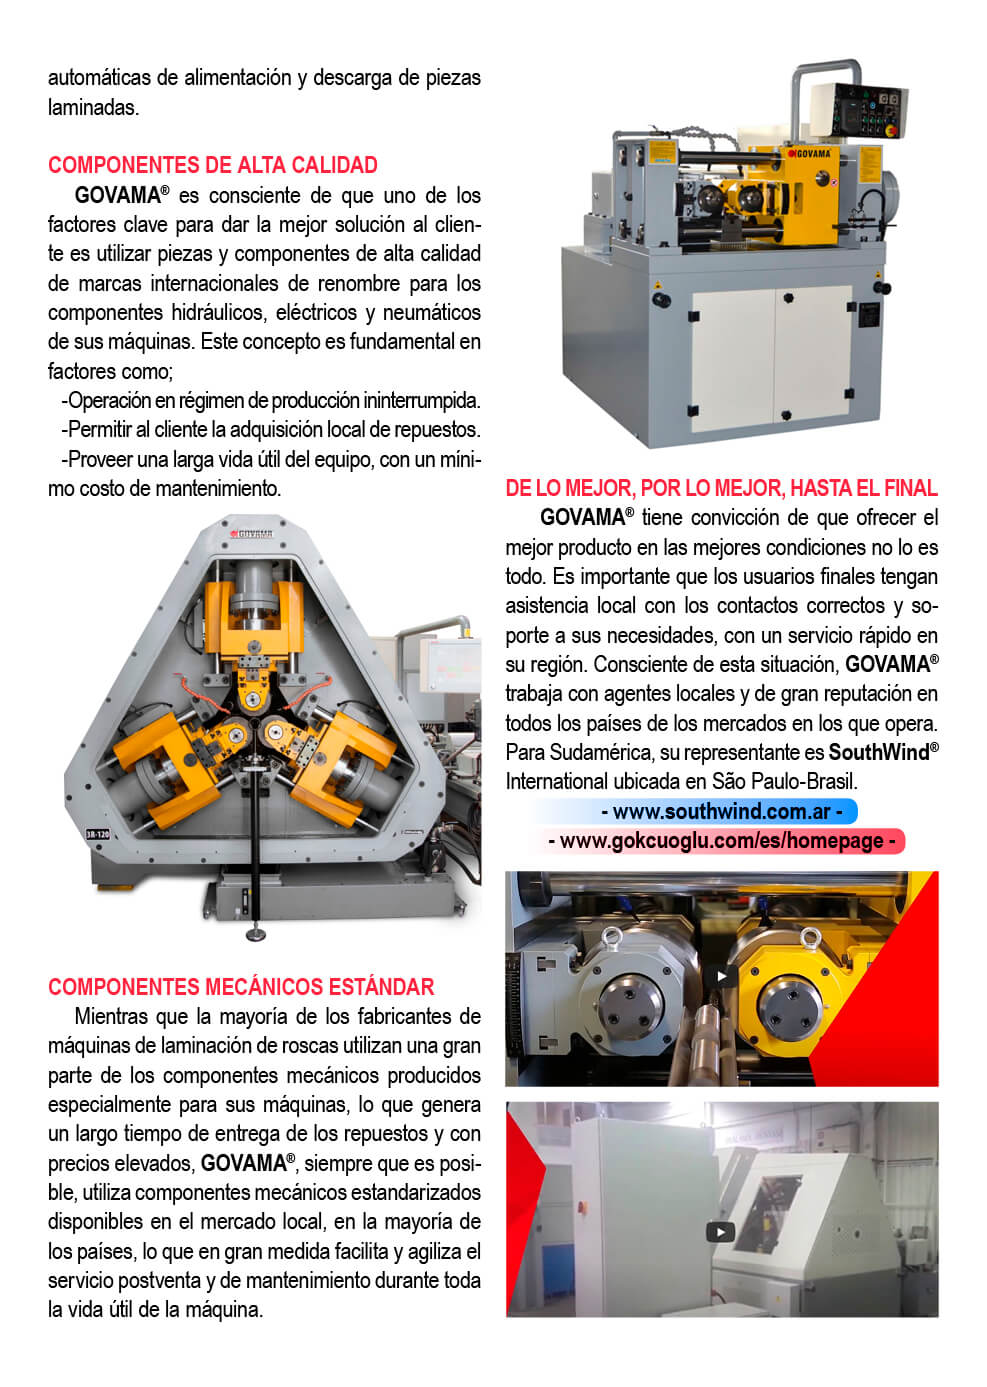 automáticas de alimentación y descarga de piezas
laminadas.
COMPONENTES DE ALTA CALIDAD
GOVAMA® es consciente de que uno de los
factores clave para dar la mejor solución al clien-
te es utilizar piezas y componentes de alta calidad
de marcas internacionales de renombre para los
componentes hidráulicos, eléctricos y neumáticos
de sus máquinas. Este concepto es fundamental en
factores como;
-Operación en régimen de producción ininterrumpida.
-Permitir al cliente la adquisición local de repuestos.
-Proveer una larga vida útil del equipo, con un míni-
mo costo de mantenimiento.
GOVAMA
3R-120
COMPONENTES MECÁNICOS ESTÁNDAR
Mientras que la mayoría de los fabricantes de
máquinas de laminación de roscas utilizan una gran
parte de los componentes mecánicos producidos
especialmente para sus máquinas, lo que genera
un largo tiempo de entrega de los repuestos y con
precios elevados, GOVAMA®, siempre que es posi-
ble, utiliza componentes mecánicos estandarizados
disponibles en el mercado local, en la mayoría de
los países, lo que en gran medida facilita y agiliza el
servicio postventa y de mantenimiento durante toda
la vida útil de la máquina.
GOVAMA
DE LO MEJOR, POR LO MEJOR, HASTA EL FINAL
GOVAMA® tiene convicción de que ofrecer el
mejor producto en las mejores condiciones no lo es
todo. Es importante que los usuarios finales tengan
asistencia local con los contactos correctos y so-
porte a sus necesidades, con un servicio rápido en
su región. Consciente de esta situación, GOVAMA®
trabaja con agentes locales y de gran reputación en
todos los países de los mercados en los que opera.
Para Sudamérica, su representante es SouthWind®
International ubicada en São Paulo-Brasil.
- www.southwind.com.ar -
- www.gokcuoglu.com/es/homepage -